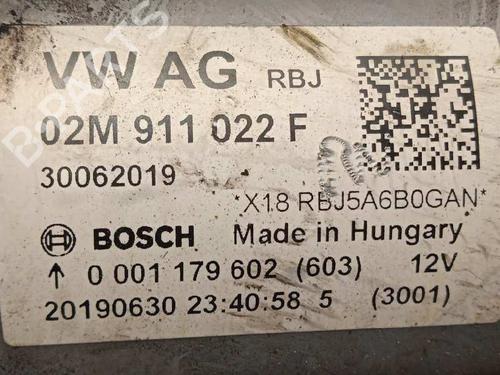 VW AG RBJ
02M 911 022 F
30062019
*X18 RBJ5A6B0GAN*
BOSCH Made in Hungary
↑ 0 001 179 602 (603) 12V
20190630 23:40:58 5 (3001)